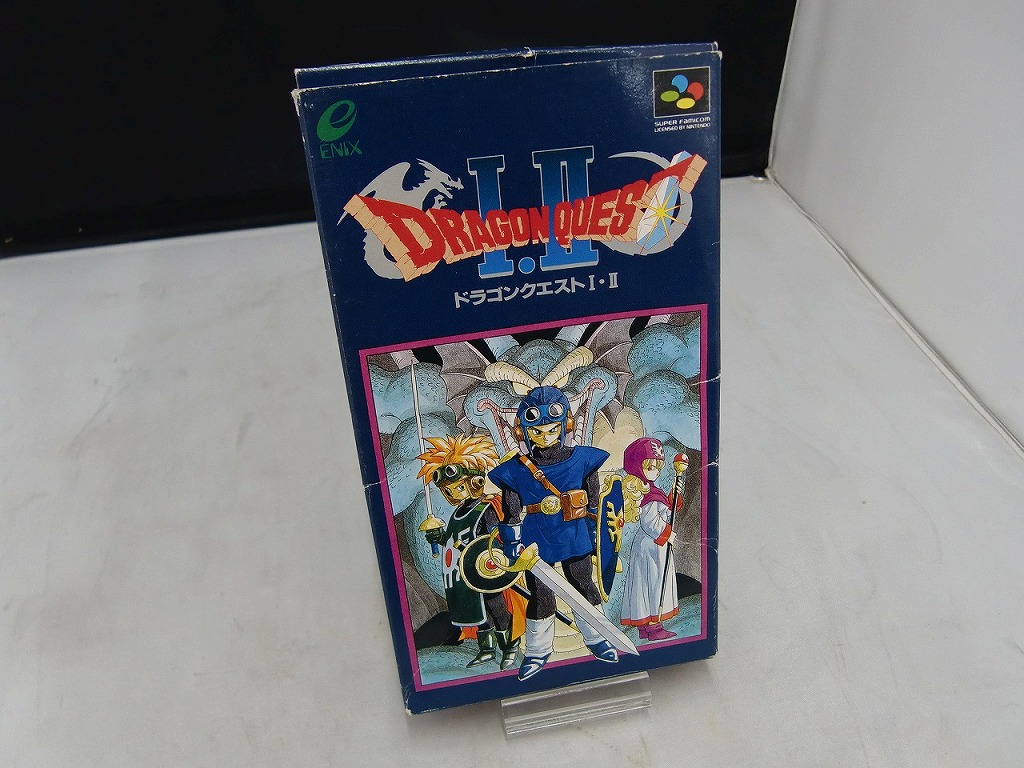 ENIX
SUPER FAMICOM
LICENSED BY NINTENDO
I.II
DRAGON QUEST
ドラゴンクエストI・II